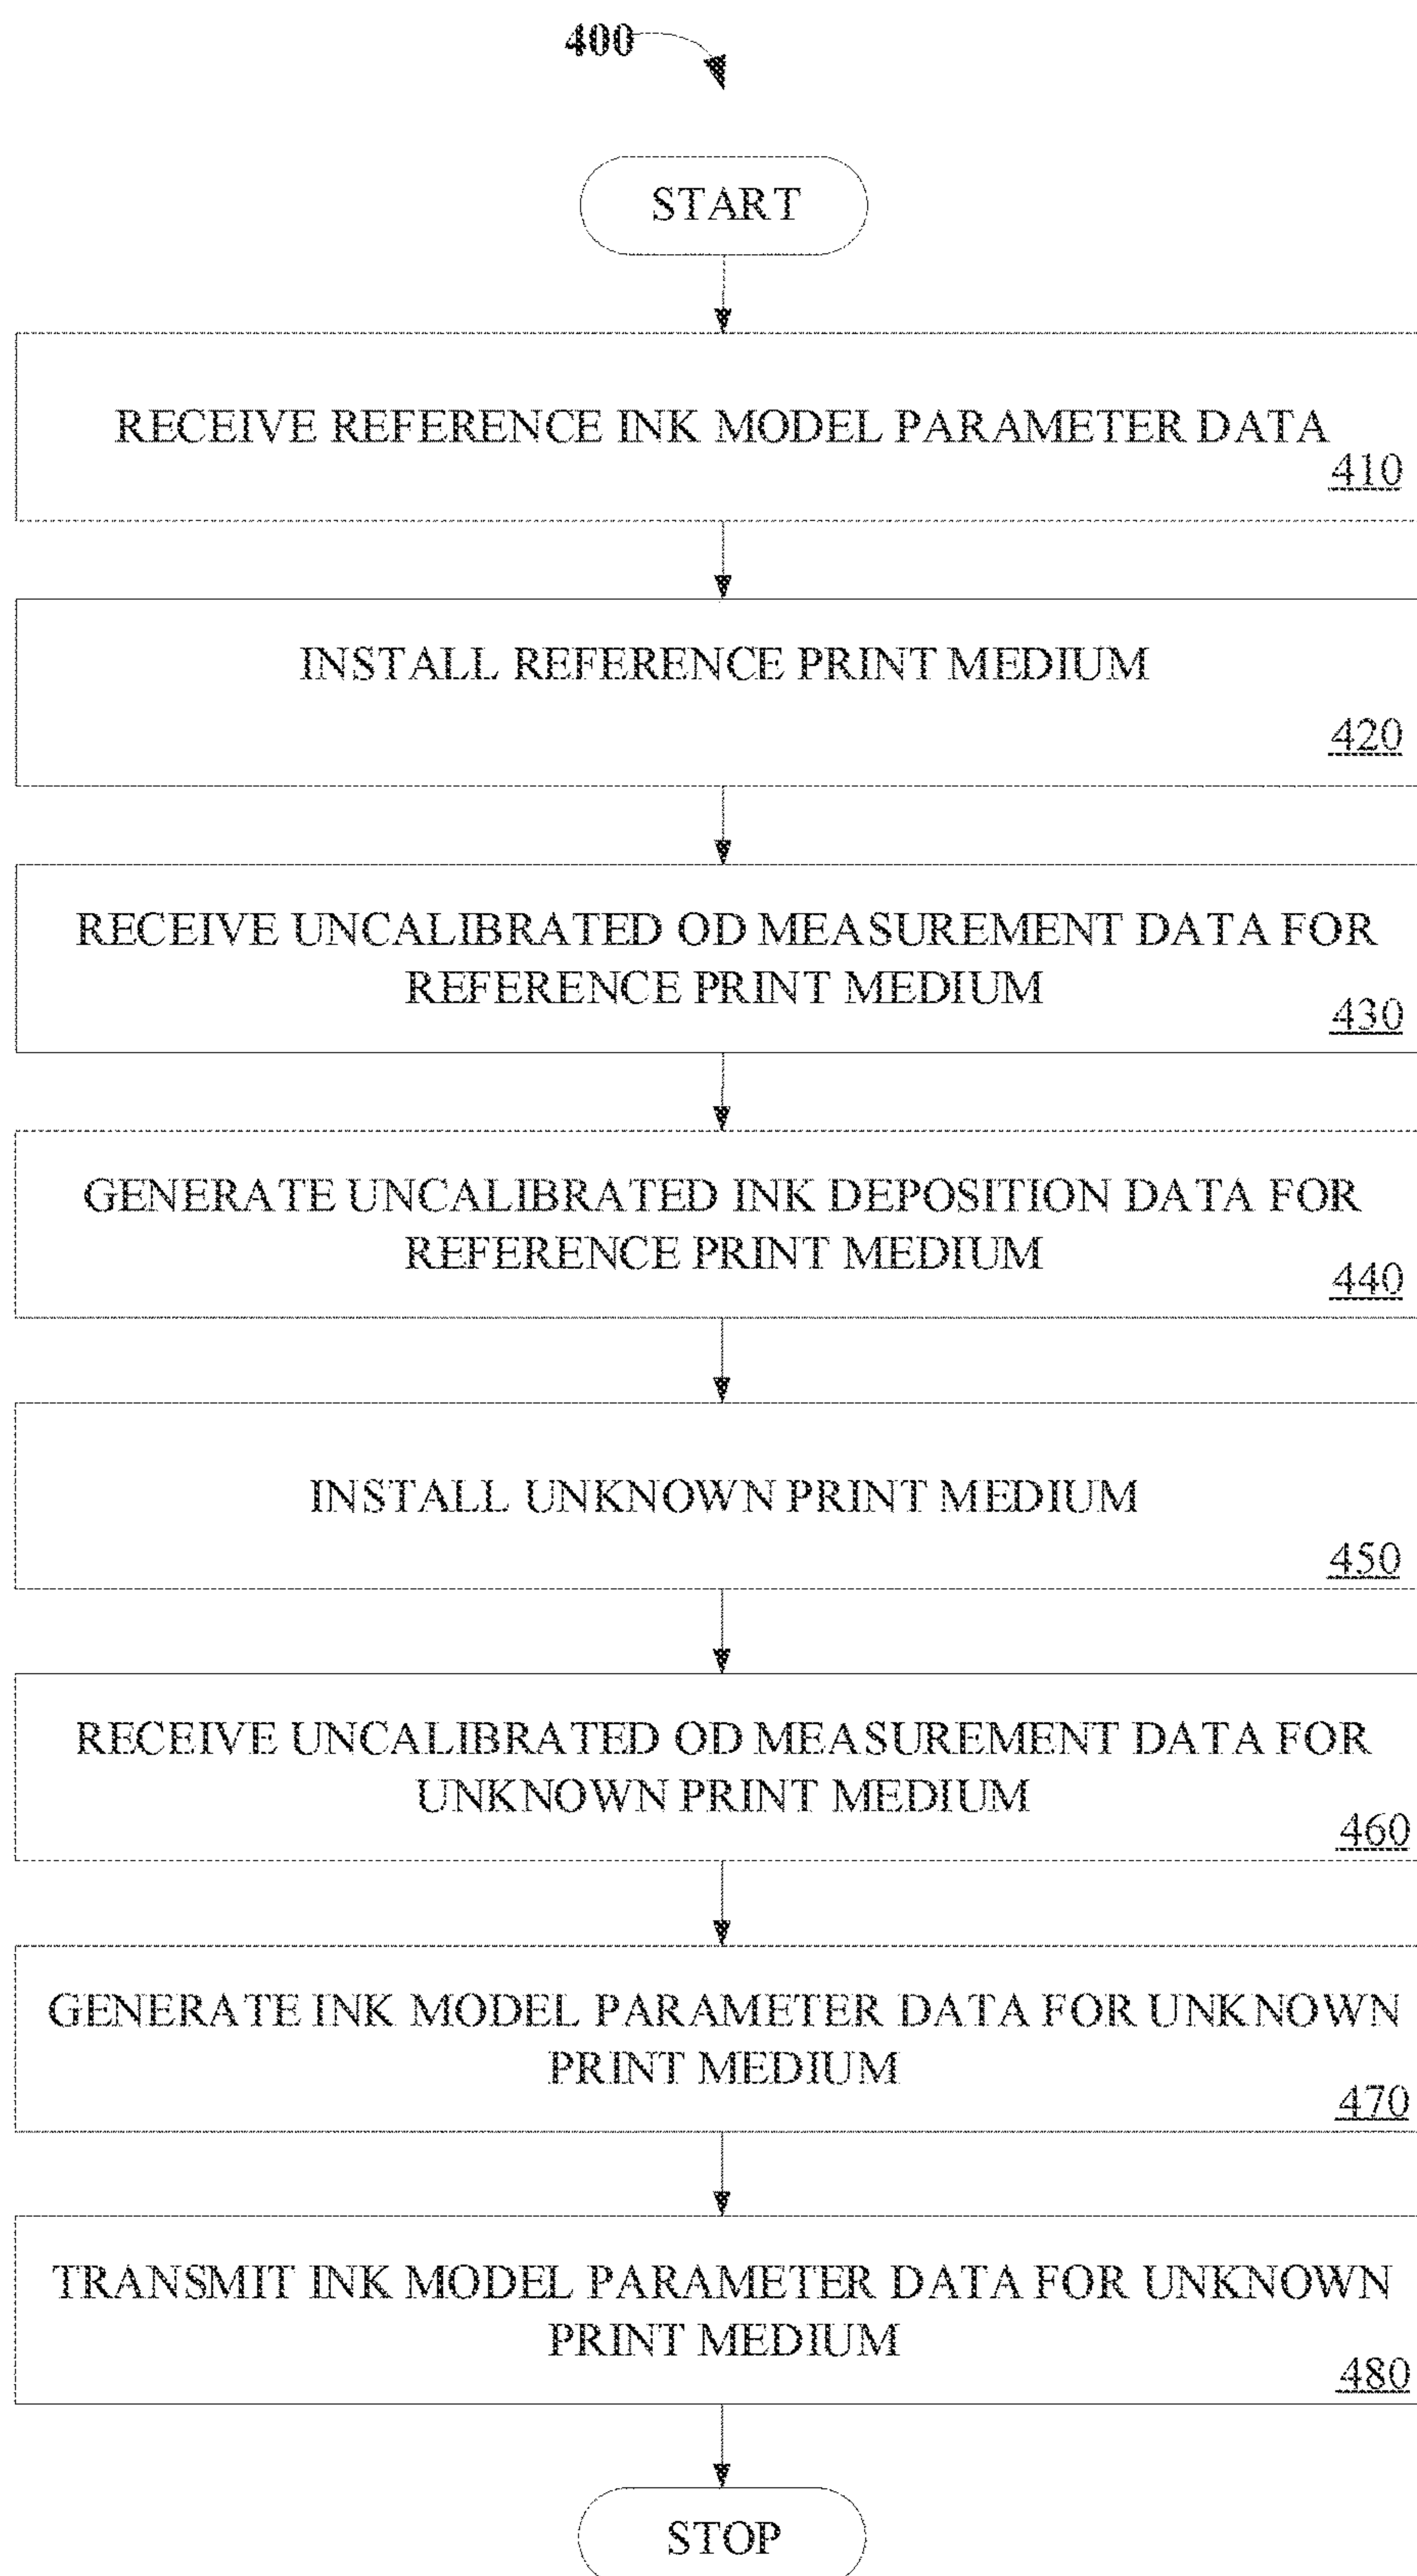 400
START
RECEIVE REFERENCE INK MODEL PARAMETER DATA
410
INSTALL REFERENCE PRINT MEDIUM
420
RECEIVE UNCALIBRATED OD MEASUREMENT DATA FOR
REFERENCE PRINT MEDIUM
430
GENERATE UNCALIBRATED INK DEPOSITION DATA FOR
REFERENCE PRINT MEDIUM
440
INSTALL UNKNOWN PRINT MEDIUM
450
RECEIVE UNCALIBRATED OD MEASUREMENT DATA FOR
UNKNOWN PRINT MEDIUM
460
GENERATE INK MODEL PARAMETER DATA FOR UNKNOWN
PRINT MEDIUM
470
TRANSMIT INK MODEL PARAMETER DATA FOR UNKNOWN
PRINT MEDIUM
480
STOP